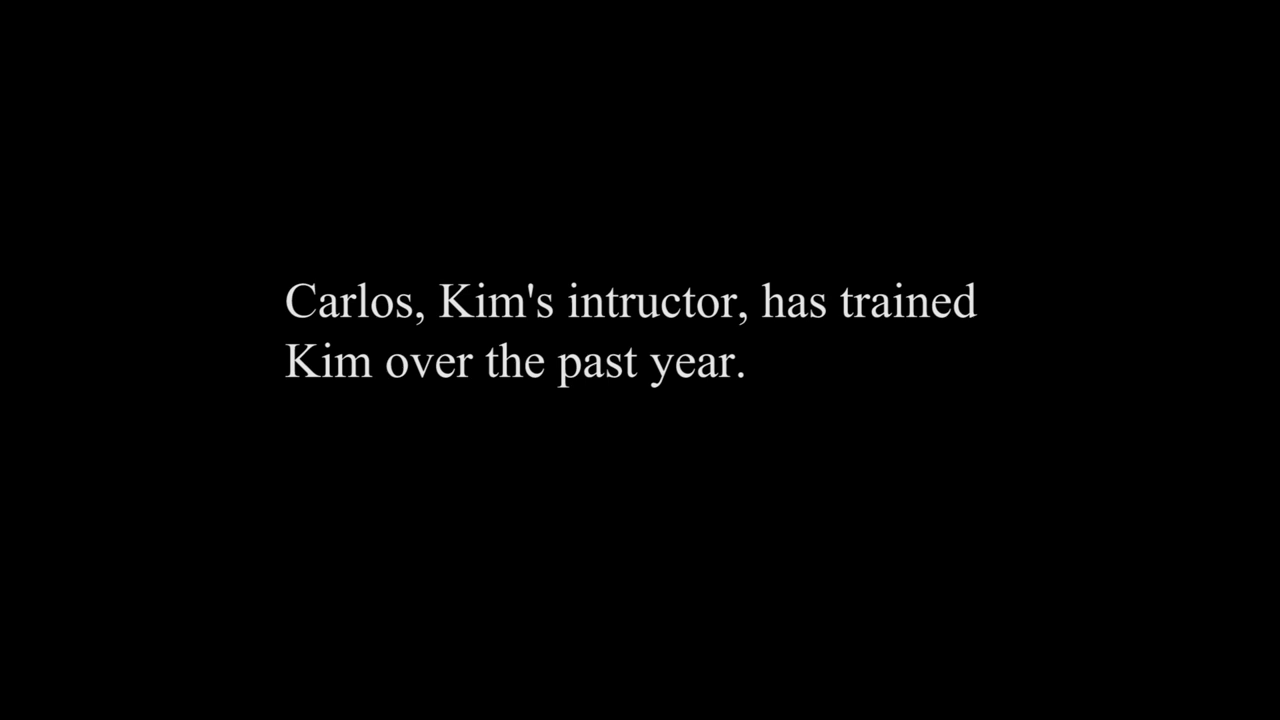 Carlos, Kim's intructor, has trained
Kim over the past year.